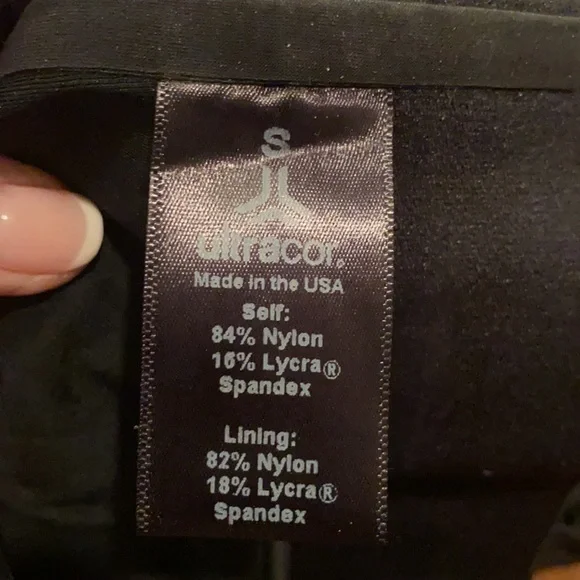 S
ultracor.
Made in the USA
Self:
84% Nylon
16% Lycra®
Spandex
Lining:
82% Nylon
18% Lycra®
Spandex